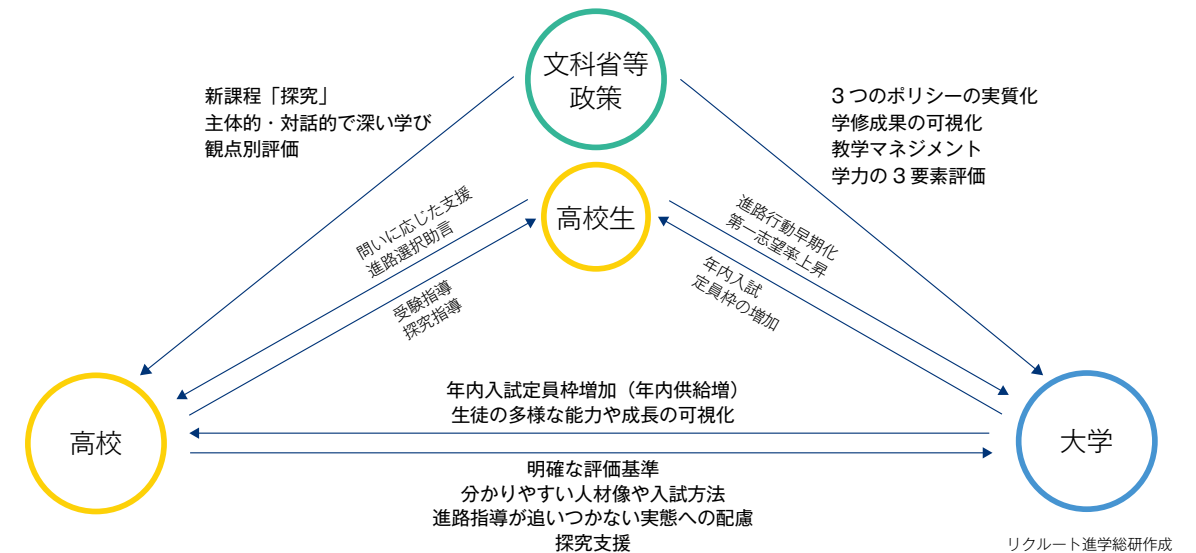 文科省等
政策
新課程「探究」
主体的・対話的で深い学び
観点別評価
3つのポリシーの実質化
学修成果の可視化
教学マネジメント
学力の3要素評価
高校生
問いに応じた支援
進路選択助言
受験指導
探究指導
進路行動早期化
第一志望率上昇
年内入試
定員枠の増加
高校
年内入試定員枠増加（年内供給増）
生徒の多様な能力や成長の可視化
大学
明確な評価基準
分かりやすい人材像や入試方法
進路指導が追いつかない実態への配慮
探究支援
リクルート進学総研作成